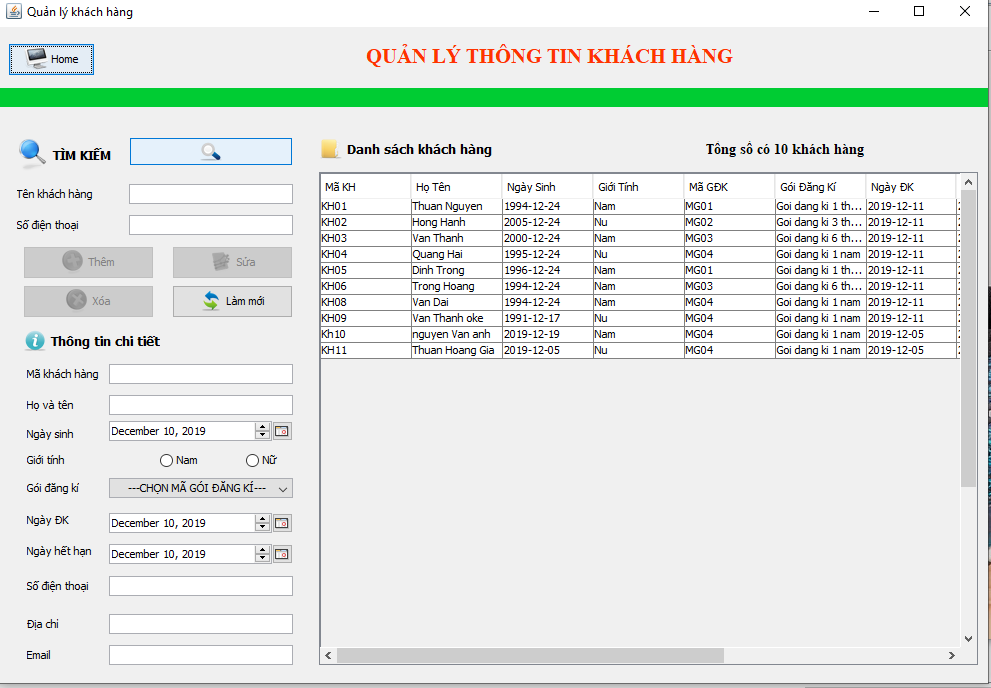 Quản lý khách hàng
Home
QUẢN LÝ THÔNG TIN KHÁCH HÀNG
TÌM KIẾM
Tên khách hàng
Số điện thoại
Thêm
Sửa
Xóa
Làm mới
Thông tin chi tiết
Mã khách hàng
Họ và tên
Ngày sinh December 10, 2019
Giới tính Nam Nữ
Gói đăng kí ---CHỌN MÃ GÓI ĐĂNG KÍ---
Ngày ĐK December 10, 2019
Ngày hết hạn December 10, 2019
Số điện thoại
Địa chỉ
Email
Danh sách khách hàng
Tông số có 10 khách hàng
Mã KH Họ Tên Ngày Sinh Giới Tính Mã GĐK Gói Đăng Kí Ngày ĐK
KH01 Thuan Nguyen 1994-12-24 Nam MG01 Goi dang ki 1 th... 2019-12-11
KH02 Hong Hanh 2005-12-24 Nu MG02 Goi dang ki 3 th... 2019-12-11
KH03 Van Thanh 2000-12-24 Nam MG03 Goi dang ki 6 th... 2019-12-11
KH04 Quang Hai 1995-12-24 Nu MG04 Goi dang ki 1 nam 2019-12-11
KH05 Dinh Trong 1996-12-24 Nam MG01 Goi dang ki 1 th... 2019-12-11
KH06 Trong Hoang 1994-12-24 Nam MG03 Goi dang ki 6 th... 2019-12-11
KH08 Van Dai 1994-12-24 Nam MG04 Goi dang ki 1 nam 2019-12-11
KH09 Van Thanh oke 1991-12-17 Nu MG04 Goi dang ki 1 nam 2019-12-11
Kh10 nguyen Van anh 2019-12-19 Nam MG04 Goi dang ki 1 nam 2019-12-05
KH11 Thuan Hoang Gia 2019-12-05 Nu MG04 Goi dang ki 1 nam 2019-12-05